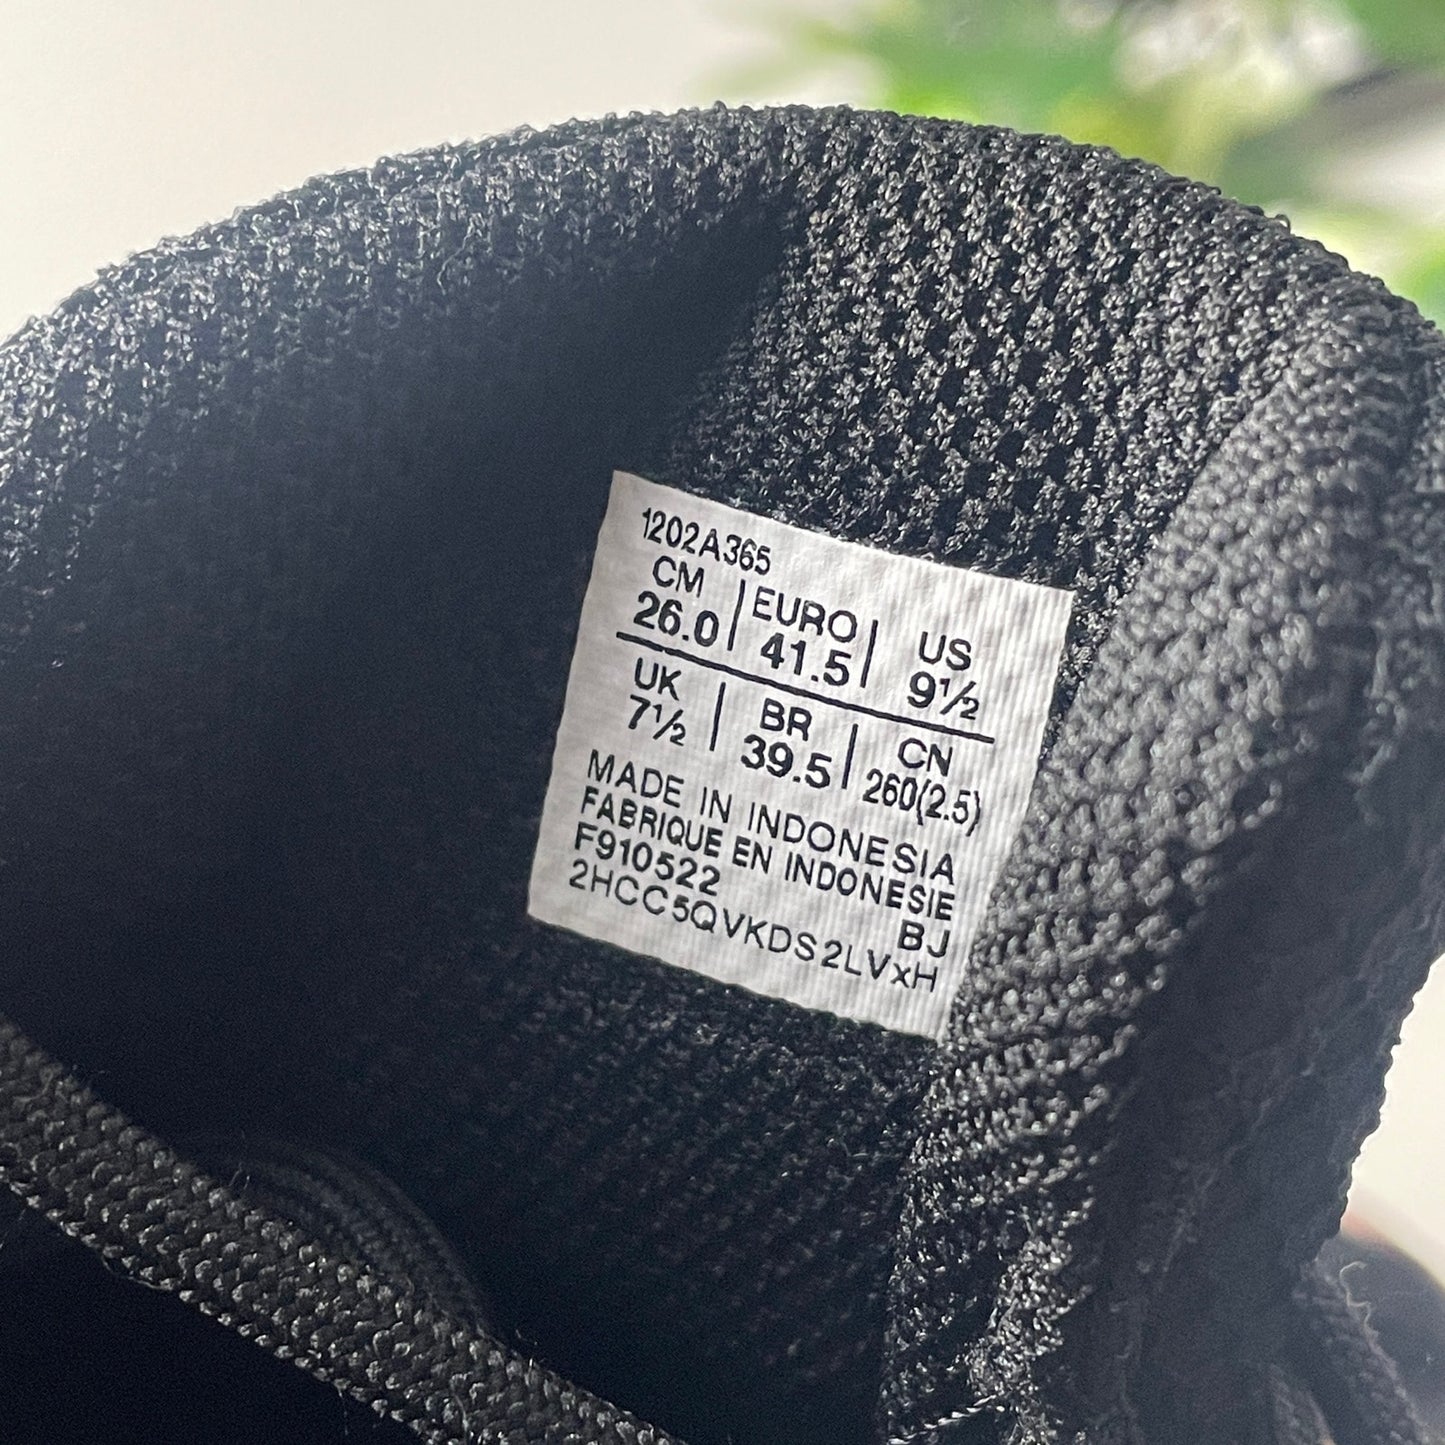 1202A365
CM EURO US
26.0 41.5 9½
UK BR CN
7½ 39.5 260(2.5)
MADE IN INDONESIA
FABRIQUE EN INDONESIE
F910522 BJ
2HCC5QVKDS2LVxH